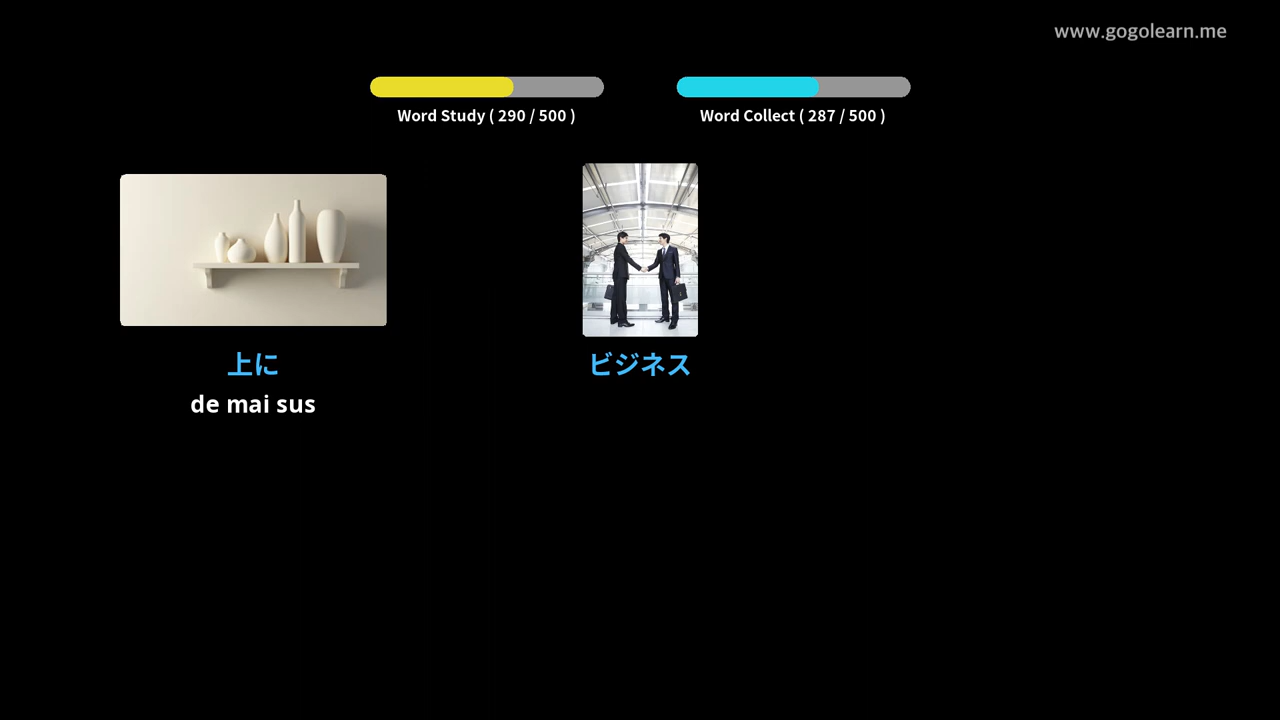 www.gogolearn.me
Word Study ( 290 / 500 )
Word Collect ( 287 / 500 )
上に
de mai sus
ビジネス